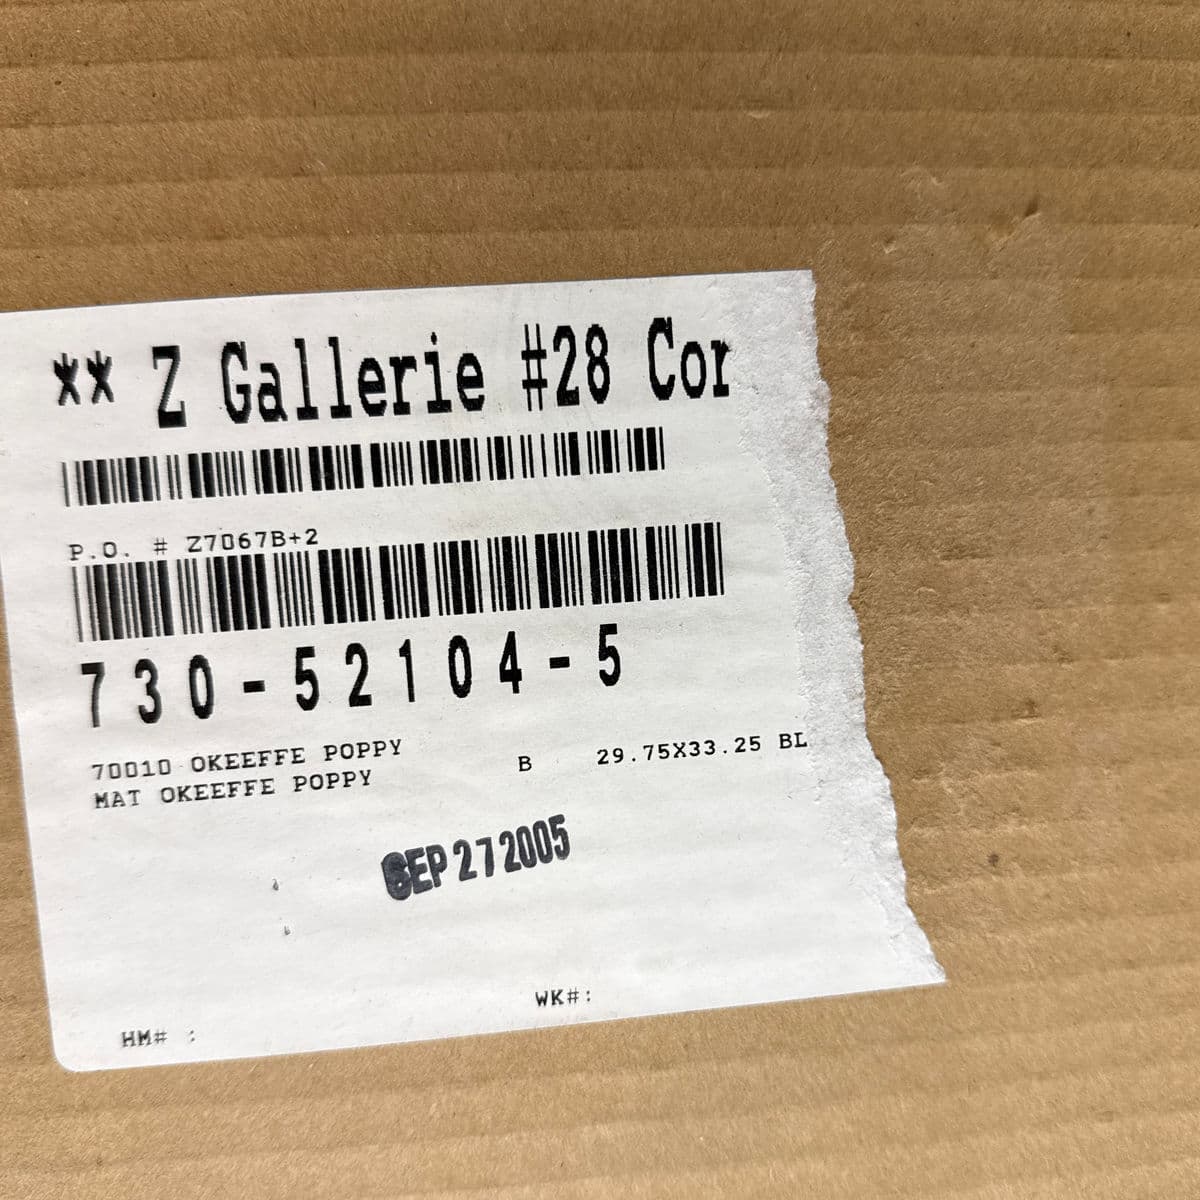 ** Z Gallerie #28 Cor
P.O. # Z7067B+2
730-52104-5
70010 OKEEFFE POPPY B 29.75X33.25 BL
MAT OKEEFFE POPPY
SEP 27 2005
WK#:
HM# :